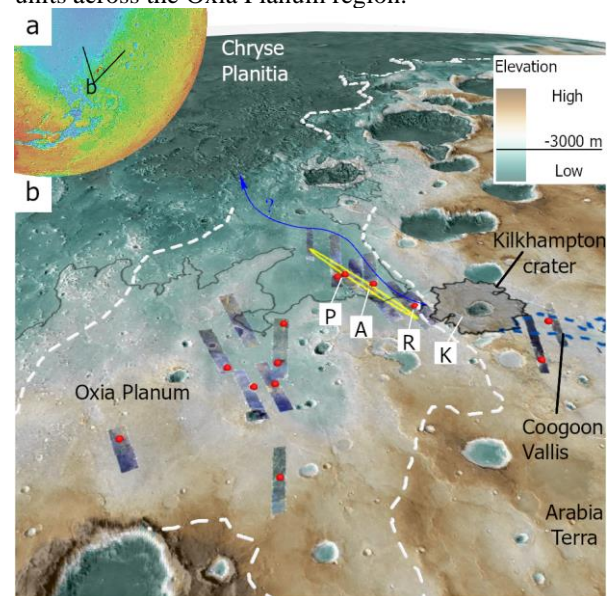 units across the Oxia Planum region.
a
Chryse
Planitia
Elevation
High
-3000 m
Low
b
b
?
Kilkhampton
crater
P
A
R
K
Oxia Planum
Coogoon
Vallis
Arabia
Terra